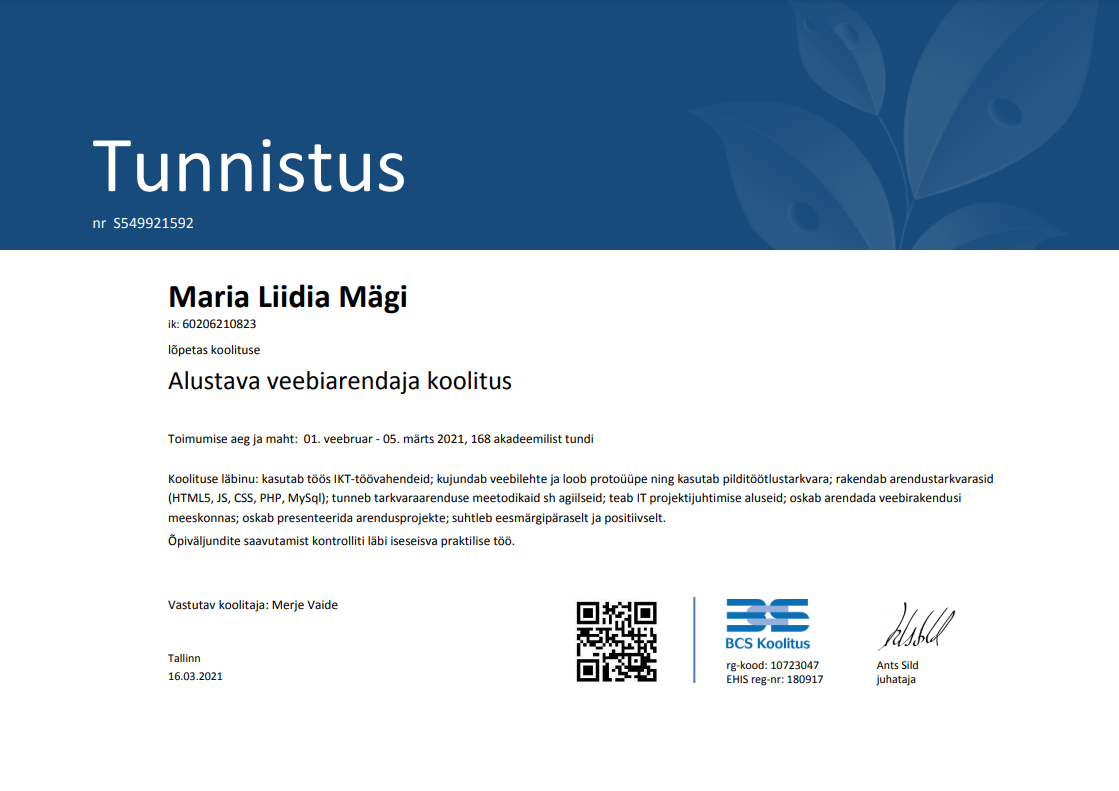 Tunnistus
nr S549921592
Maria Liidia Mägi
ik: 60206210823
lõpetas koolituse
Alustava veebiarendaja koolitus
Toimumise aeg ja maht: 01. veebruar - 05. märts 2021, 168 akadeemilist tundi
Koolituse läbinu: kasutab töös IKT-töövahendeid; kujundab veebilehte ja loob protoüüpe ning kasutab pilditöötlustarkvara; rakendab arendustarkvarasid
(HTML5, JS, CSS, PHP, MySql); tunneb tarkvaraarenduse meetodikaid sh agiilseid; teab IT projektijuhtimise aluseid; oskab arendada veebirakendusi
meeskonnas; oskab presenteerida arendusprojekte; suhtleb eesmärgipäraselt ja positiivselt.
Õpiväljundite saavutamist kontrolliti läbi iseseisva praktilise töö.
Vastutav koolitaja: Merje Vaide
Tallinn
16.03.2021
BCS Koolitus
rg-kood: 10723047
EHIS reg-nr: 180917
Ants Sild
juhataja